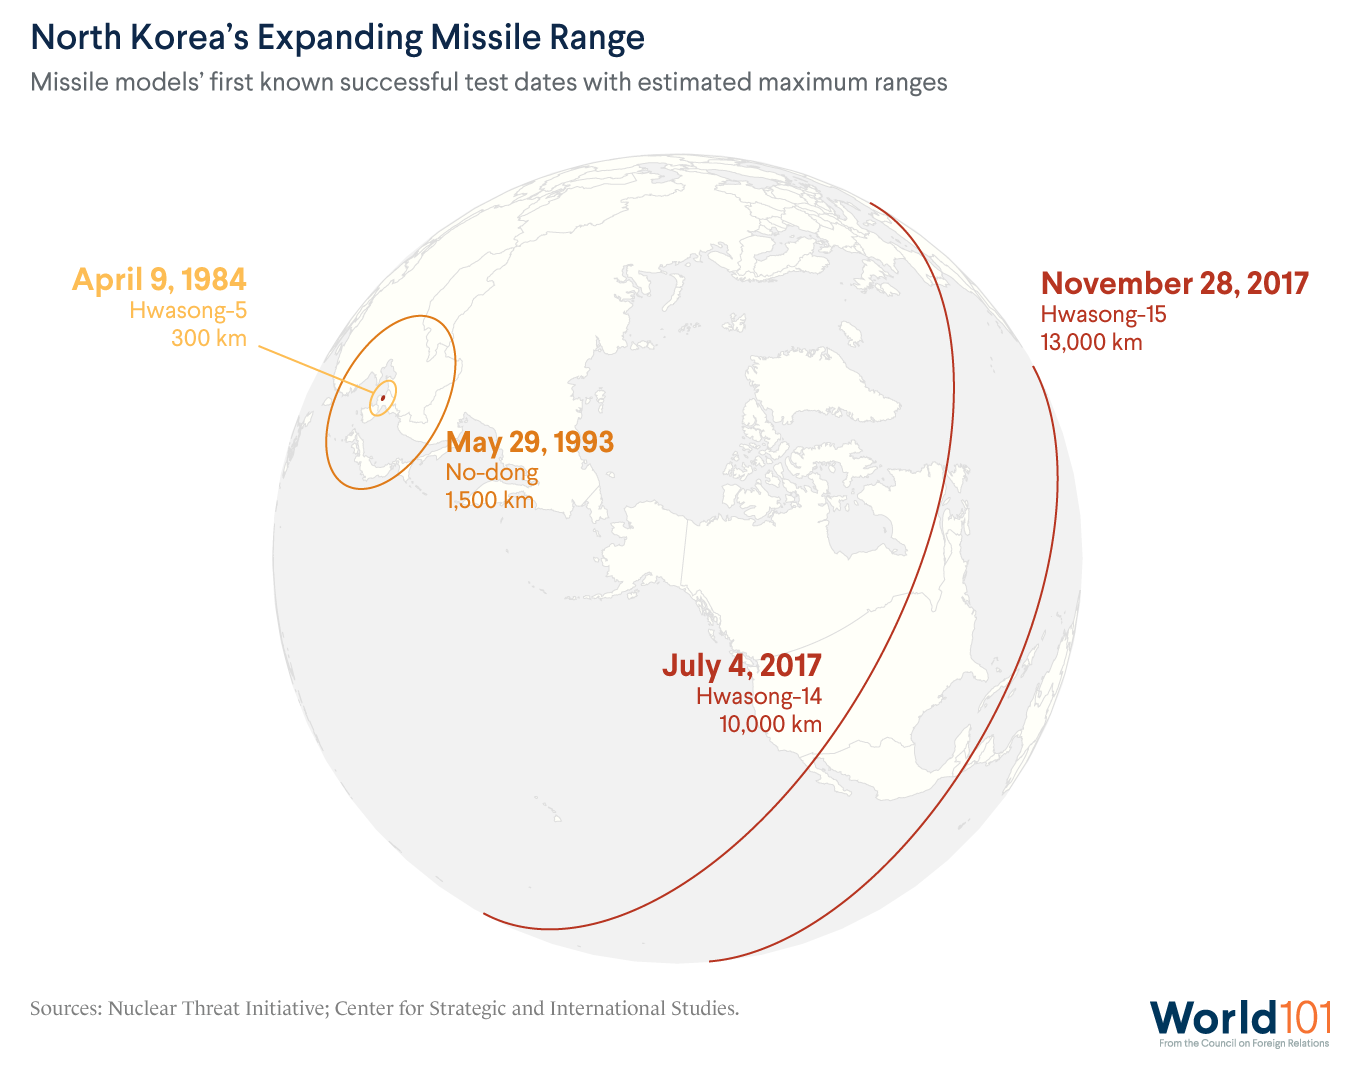 North Korea’s Expanding Missile Range
Missile models’ first known successful test dates with estimated maximum ranges
April 9, 1984
Hwasong-5
300 km
November 28, 2017
Hwasong-15
13,000 km
May 29, 1993
No-dong
1,500 km
July 4, 2017
Hwasong-14
10,000 km
Sources: Nuclear Threat Initiative; Center for Strategic and International Studies.
World101
From the Council on Foreign Relations